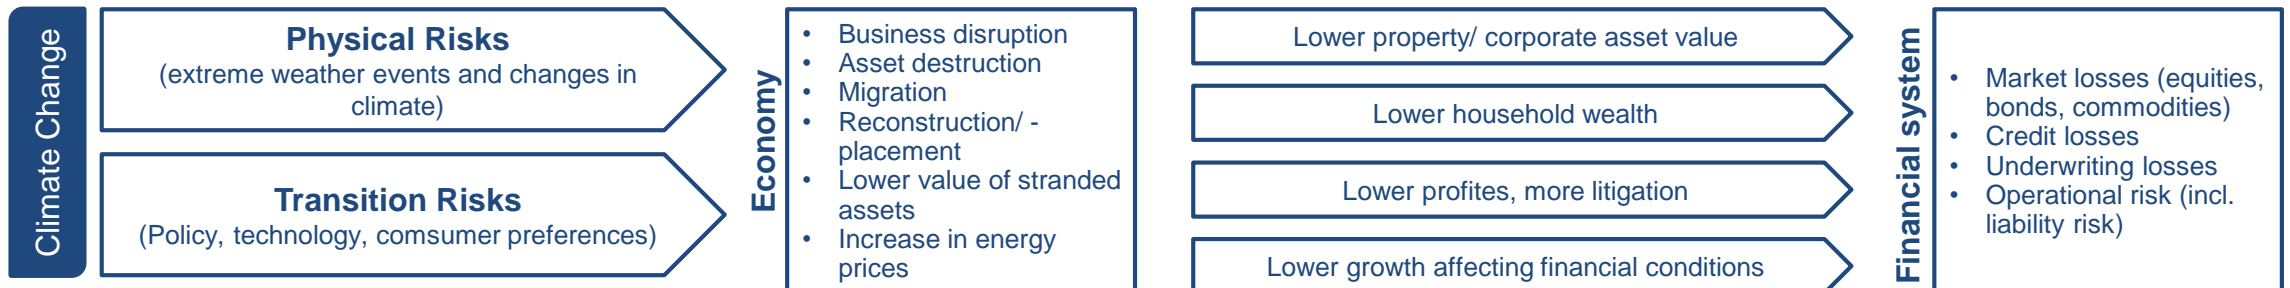 Climate Change
Physical Risks
(extreme weather events and changes in
climate)
Transition Risks
(Policy, technology, comsumer preferences)
Economy
• Business disruption
• Asset destruction
• Migration
• Reconstruction/ -
placement
• Lower value of stranded
assets
• Increase in energy
prices
Lower property/ corporate asset value
Lower household wealth
Lower profites, more litigation
Lower growth affecting financial conditions
Financial system
• Market losses (equities,
bonds, commodities)
• Credit losses
• Underwriting losses
• Operational risk (incl.
liability risk)